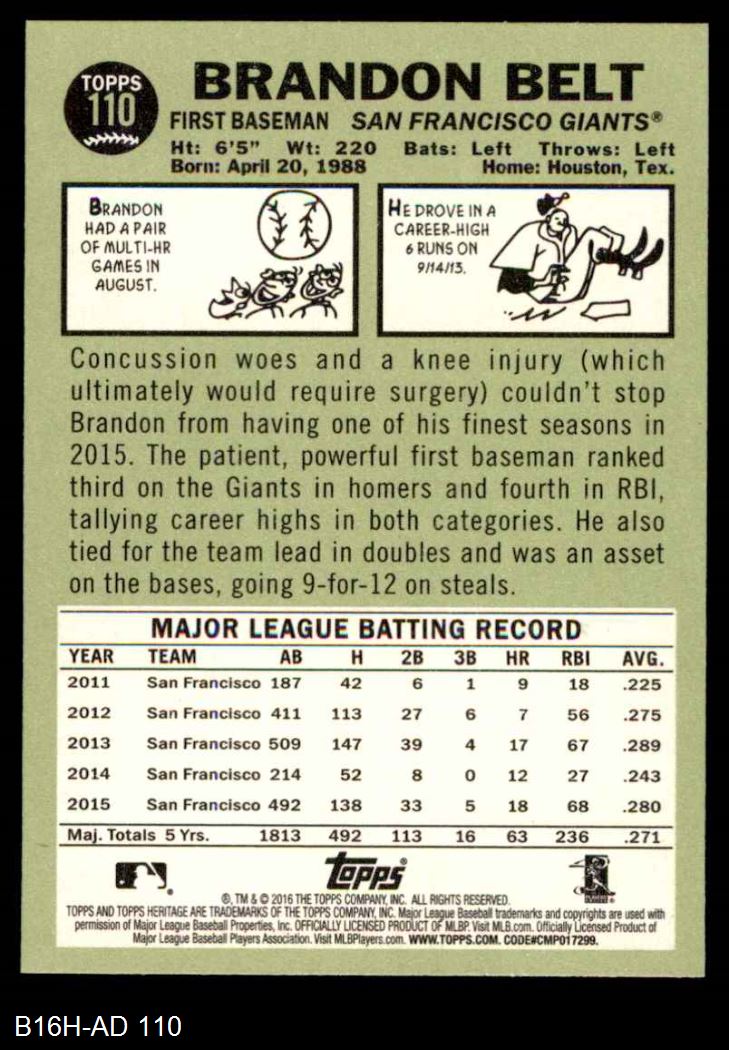 TOPPS
110
BRANDON BELT
FIRST BASEMAN SAN FRANCISCO GIANTS®
Ht: 6'5" Wt: 220 Bats: Left Throws: Left
Born: April 20, 1988 Home: Houston, Tex.
BRANDON
HAD A PAIR
OF MULTI-HR
GAMES IN
AUGUST.
HE DROVE IN A
CAREER-HIGH
6 RUNS ON
9/14/13.
Concussion woes and a knee injury (which
ultimately would require surgery) couldn't stop
Brandon from having one of his finest seasons in
2015. The patient, powerful first baseman ranked
third on the Giants in homers and fourth in RBI,
tallying career highs in both categories. He also
tied for the team lead in doubles and was an asset
on the bases, going 9-for-12 on steals.
MAJOR LEAGUE BATTING RECORD
YEAR TEAM AB H 2B 3B HR RBI AVG.
2011 San Francisco 187 42 6 1 9 18 .225
2012 San Francisco 411 113 27 6 7 56 .275
2013 San Francisco 509 147 39 4 17 67 .289
2014 San Francisco 214 52 8 0 12 27 .243
2015 San Francisco 492 138 33 5 18 68 .280
Maj. Totals 5 Yrs. 1813 492 113 16 63 236 .271
Topps®
®, TM & © 2016 THE TOPPS COMPANY, INC. ALL RIGHTS RESERVED.
TOPPS AND TOPPS HERITAGE ARE TRADEMARKS OF THE TOPPS COMPANY, INC. Major League Baseball trademarks and copyrights are used with
permission of Major League Baseball Properties, Inc. OFFICIALLY LICENSED PRODUCT OF MLBP. Visit MLB.com. Officially Licensed Product of
Major League Baseball Players Association. Visit MLBPlayers.com. WWW.TOPPS.COM. CODE#CMP017299.
B16H-AD 110